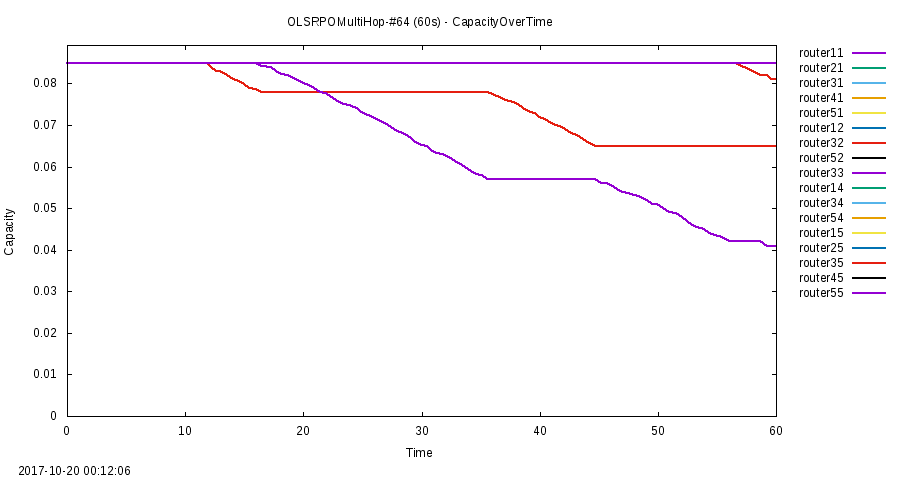 OLSRPOMultiHop-#64 (60s) - CapacityOverTime
router11
router21
router31
router41
router51
router12
router32
router52
router33
router14
router34
router54
router15
router25
router35
router45
router55
Capacity
0.08
0.07
0.06
0.05
0.04
0.03
0.02
0.01
0
0 10 20 30 40 50 60
Time
2017-10-20 00:12:06